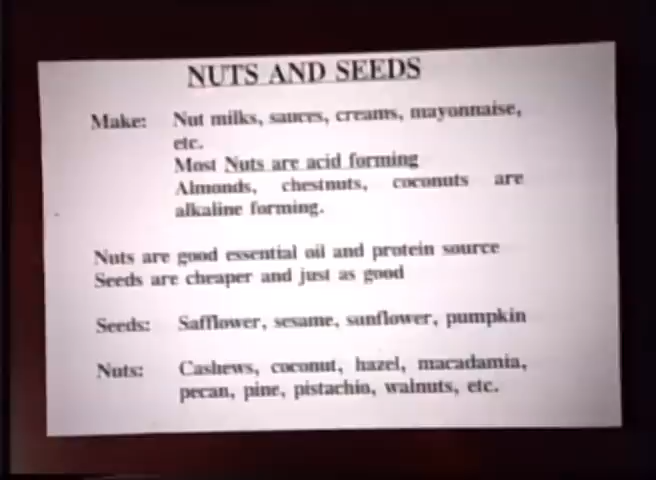 NUTS AND SEEDS
Make: Nut milks, sauces, creams, mayonnaise,
etc.
Most Nuts are acid forming
Almonds, chestnuts, coconuts are
alkaline forming.
Nuts are good essential oil and protein source
Seeds are cheaper and just as good
Seeds: Safflower, sesame, sunflower, pumpkin
Nuts: Cashews, coconut, hazel, macadamia,
pecan, pine, pistachio, walnuts, etc.